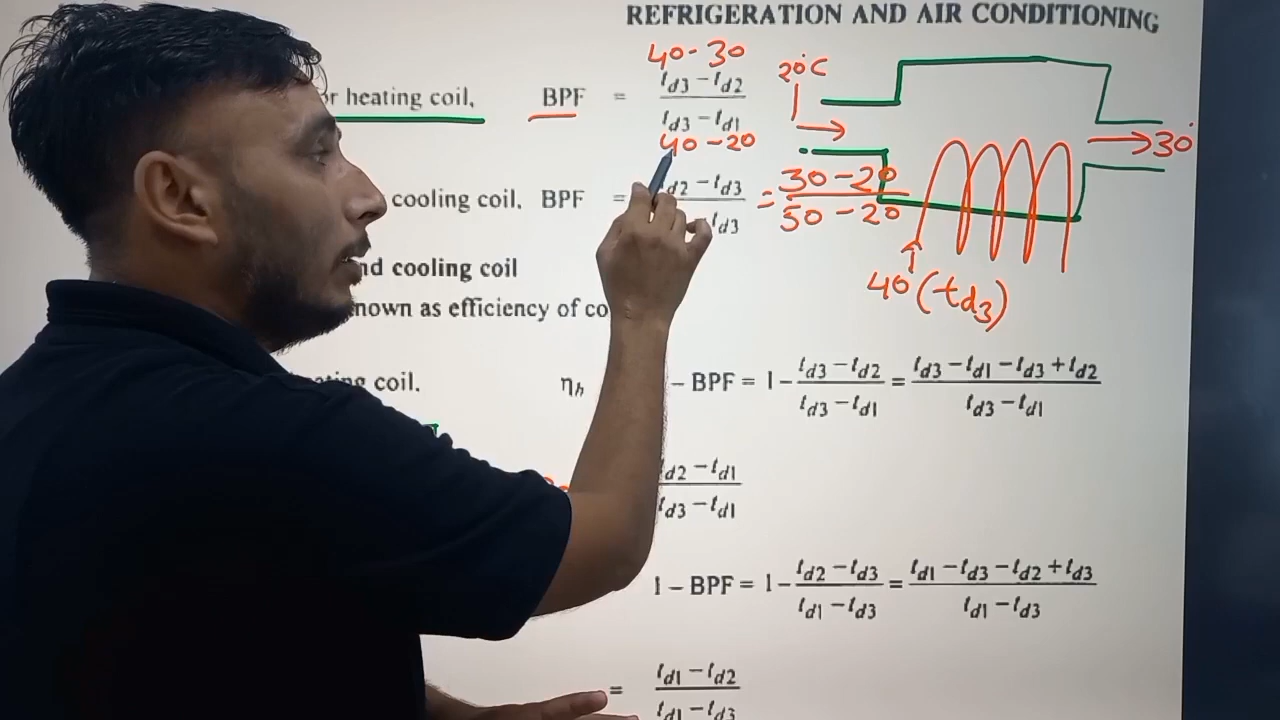 REFRIGERATION AND AIR CONDITIONING
40 - 30
20°C
heating coil, BPF = td3 – td2 / td3 – td1
40 - 20
30°
cooling coil, BPF = d2 – td3 / td3
= 30 - 20 / 50 - 20
40 (td3)
cooling coil
nown as efficiency of co
coil. ηh – BPF = 1 – td3 – td2 / td3 – td1 = td3 – td1 – td3 + td2 / td3 – td1
td2 – td1 / td3 – td1
1 – BPF = 1 – td2 – td3 / td1 – td3 = td1 – td3 – td2 + td3 / td1 – td3
= td1 – td2 / td1 – td3